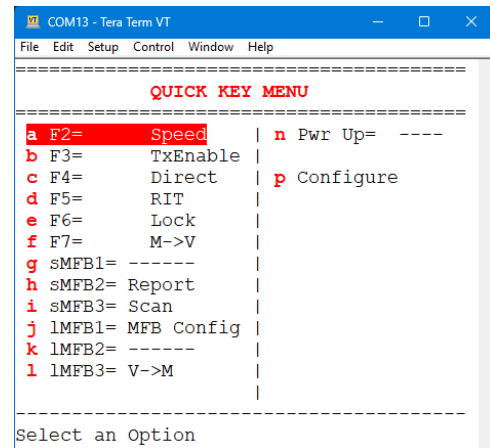 COM13 - Tera Term VT
File Edit Setup Control Window Help
========================================
QUICK KEY MENU
========================================
a F2= Speed | n Pwr Up= ----
b F3= TxEnable |
c F4= Direct | p Configure
d F5= RIT |
e F6= Lock |
f F7= M->V |
g sMFB1= ------ |
h sMFB2= Report |
i sMFB3= Scan |
j lMFB1= MFB Config |
k lMFB2= ------ |
l lMFB3= V->M |
|
----------------------------------------
Select an Option